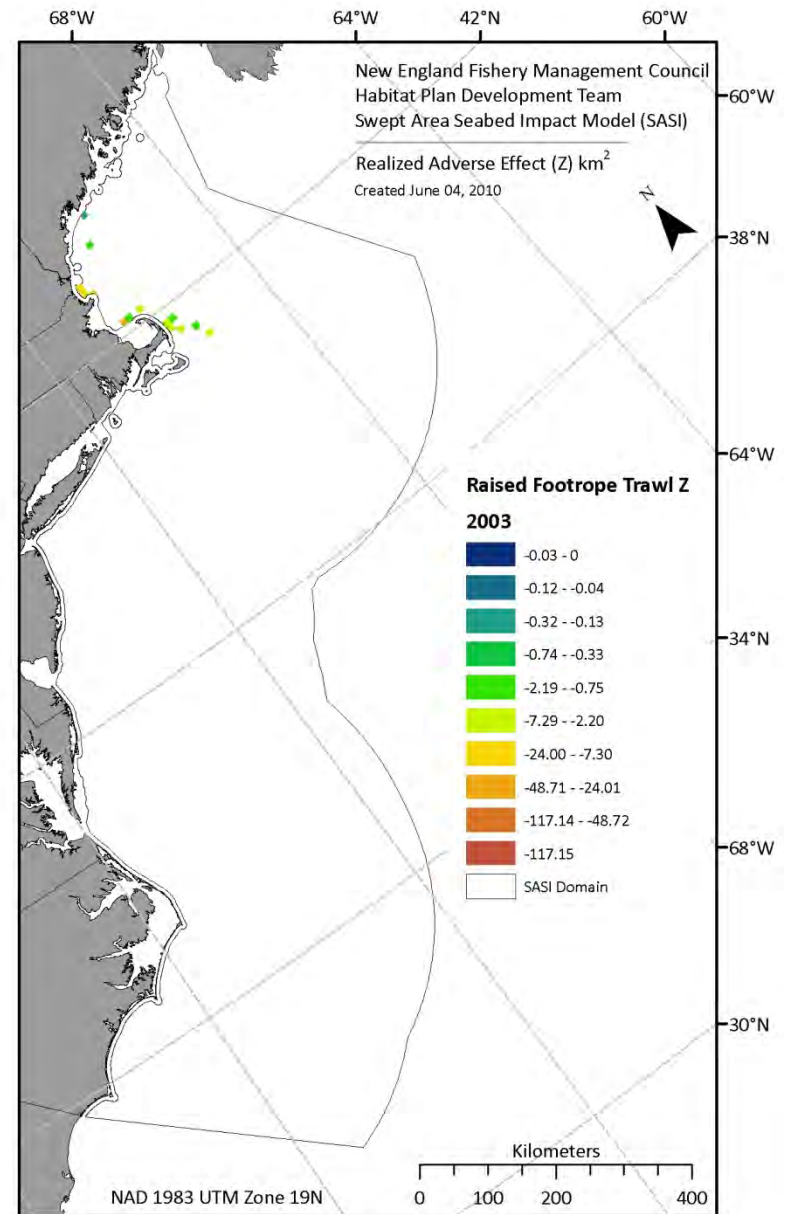 68°W 64°W 42°N 60°W
New England Fishery Management Council
Habitat Plan Development Team
Swept Area Seabed Impact Model (SASI)
Realized Adverse Effect (Z) km²
Created June 04, 2010
N
60°W
38°N
64°W
34°N
68°W
30°N
Raised Footrope Trawl Z
2003
-0.03 - 0
-0.12 - -0.04
-0.32 - -0.13
-0.74 - -0.33
-2.19 - -0.75
-7.29 - -2.20
-24.00 - -7.30
-48.71 - -24.01
-117.14 - -48.72
-117.15
SASI Domain
Kilometers
0 100 200 400
NAD 1983 UTM Zone 19N